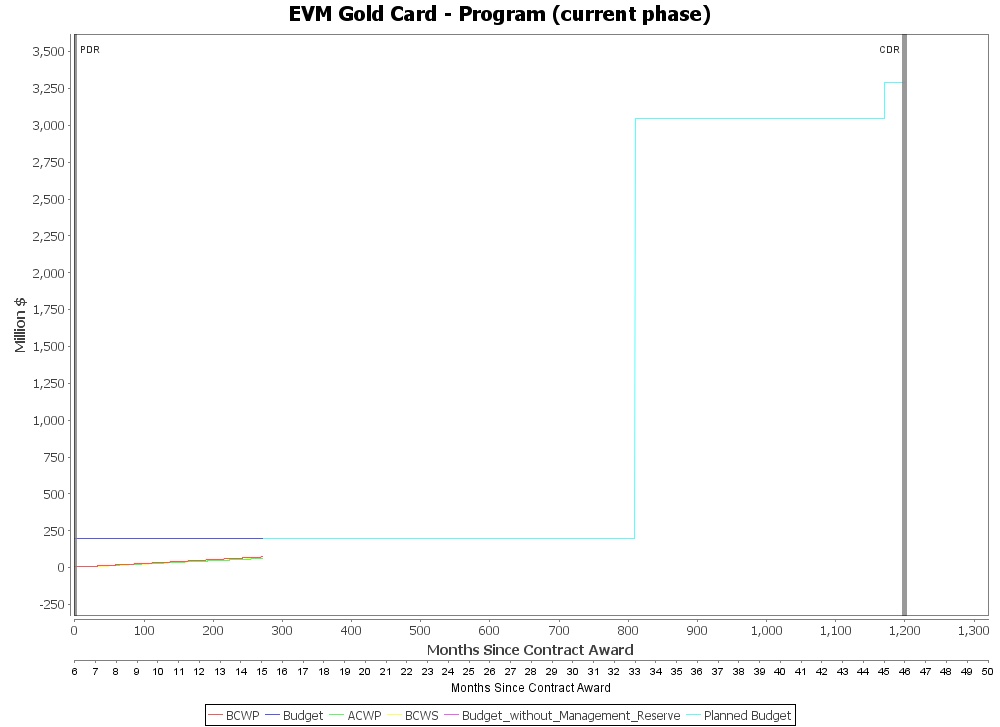 EVM Gold Card - Program (current phase)
3,500
PDR
CDR
3,250
3,000
2,750
2,500
2,250
2,000
Million $
1,750
1,500
1,250
1,000
750
500
250
0
-250
0 100 200 300 400 500 600 700 800 900 1,000 1,100 1,200 1,300
Months Since Contract Award
6 7 8 9 10 11 12 13 14 15 16 17 18 19 20 21 22 23 24 25 26 27 28 29 30 31 32 33 34 35 36 37 38 39 40 41 42 43 44 45 46 47 48 49 50
Months Since Contract Award
BCWP Budget ACWP BCWS Budget_without_Management_Reserve Planned Budget